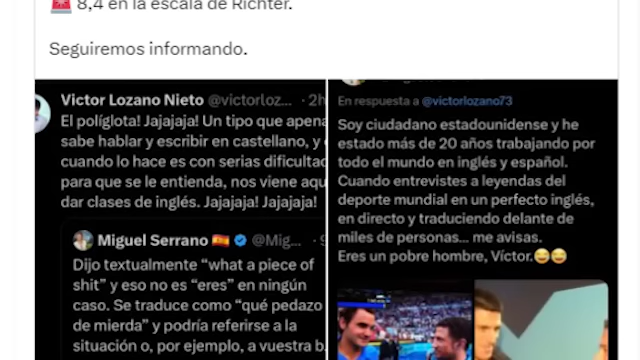 🚨 8,4 en la escala de Richter.
Seguiremos informando.
Victor Lozano Nieto @victorloz... · 2h
El políglota! Jajajaja! Un tipo que apena
sabe hablar y escribir en castellano, y
cuando lo hace es con serias dificultad
para que se le entienda, nos viene aqu
dar clases de inglés. Jajajaja! Jajajaja!
Miguel Serrano 🇪🇸 @Mig...
Dijo textualmente “what a piece of
shit” y eso no es “eres” en ningún
caso. Se traduce como “qué pedazo
de mierda” y podría referirse a la
situación o, por ejemplo, a vuestra b
En respuesta a @victorlozano73
Soy ciudadano estadounidense y he
estado más de 20 años trabajando por
todo el mundo en inglés y español.
Cuando entrevistes a leyendas del
deporte mundial en un perfecto inglés,
en directo y traduciendo delante de
miles de personas... me avisas.
Eres un pobre hombre, Víctor.😂😂